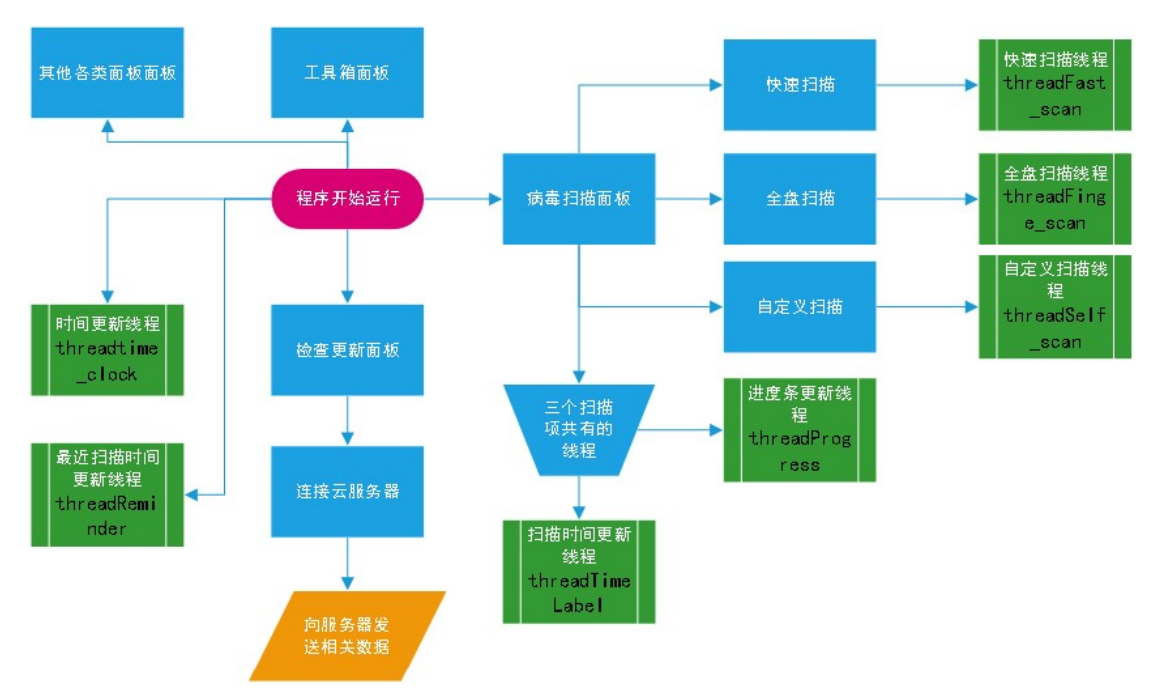 其他各类面板面板
工具箱面板
快速扫描
快速扫描线程
threadFast
_scan
程序开始运行
病毒扫描面板
全盘扫描
全盘扫描线程
threadFing
e_scan
时间更新线程
threadtime
_clock
检查更新面板
自定义扫描
自定义扫描线
程
threadSelf
_scan
三个扫描
项共有的
线程
进度条更新线
程
threadProg
ress
最近扫描时间
更新线程
threadRemi
nder
连接云服务器
扫描时间更新
线程
threadTime
Label
向服务器发
送相关数据